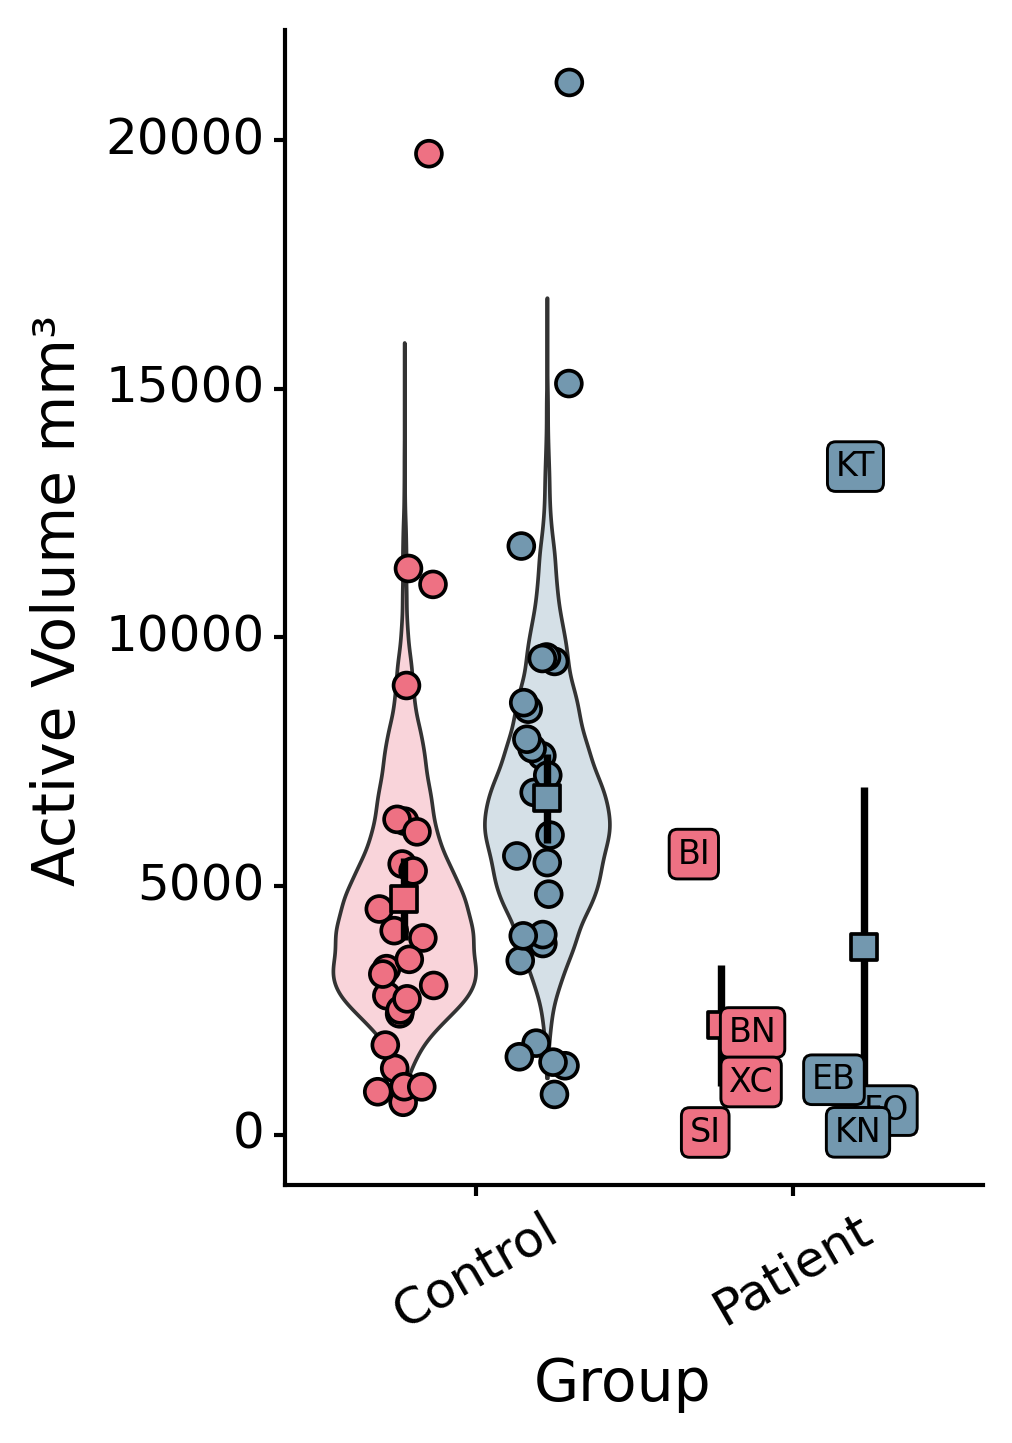 Active Volume mm³
20000
15000
10000
5000
0
KT
BI
BN
XC
EB
SI
KN
Control
Patient
Group